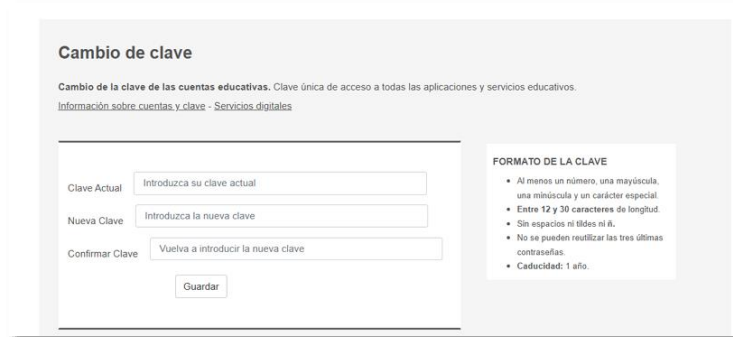 Cambio de clave
Cambio de la clave de las cuentas educativas. Clave única de acceso a todas las aplicaciones y servicios educativos.
Información sobre cuentas y clave - Servicios digitales
Clave Actual
Introduzca su clave actual
Nueva Clave
Introduzca la nueva clave
Confirmar Clave
Vuelva a introducir la nueva clave
Guardar
FORMATO DE LA CLAVE
• Al menos un número, una mayúscula,
una minúscula y un carácter especial.
• Entre 12 y 30 caracteres de longitud.
• Sin espacios ni tildes ni ñ.
• No se pueden reutilizar las tres últimas
contraseñas.
• Caducidad: 1 año.